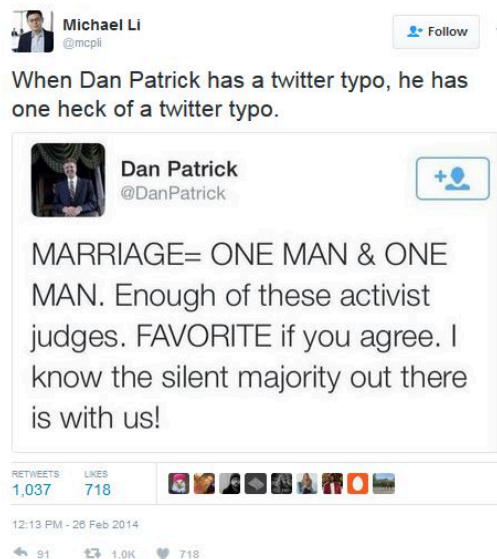 Michael Li
@mcpli
Follow
When Dan Patrick has a twitter typo, he has
one heck of a twitter typo.
Dan Patrick
@DanPatrick
MARRIAGE= ONE MAN & ONE
MAN. Enough of these activist
judges. FAVORITE if you agree. I
know the silent majority out there
is with us!
RETWEETS LIKES
1,037 718
12:13 PM - 26 Feb 2014
91 1.0K 718